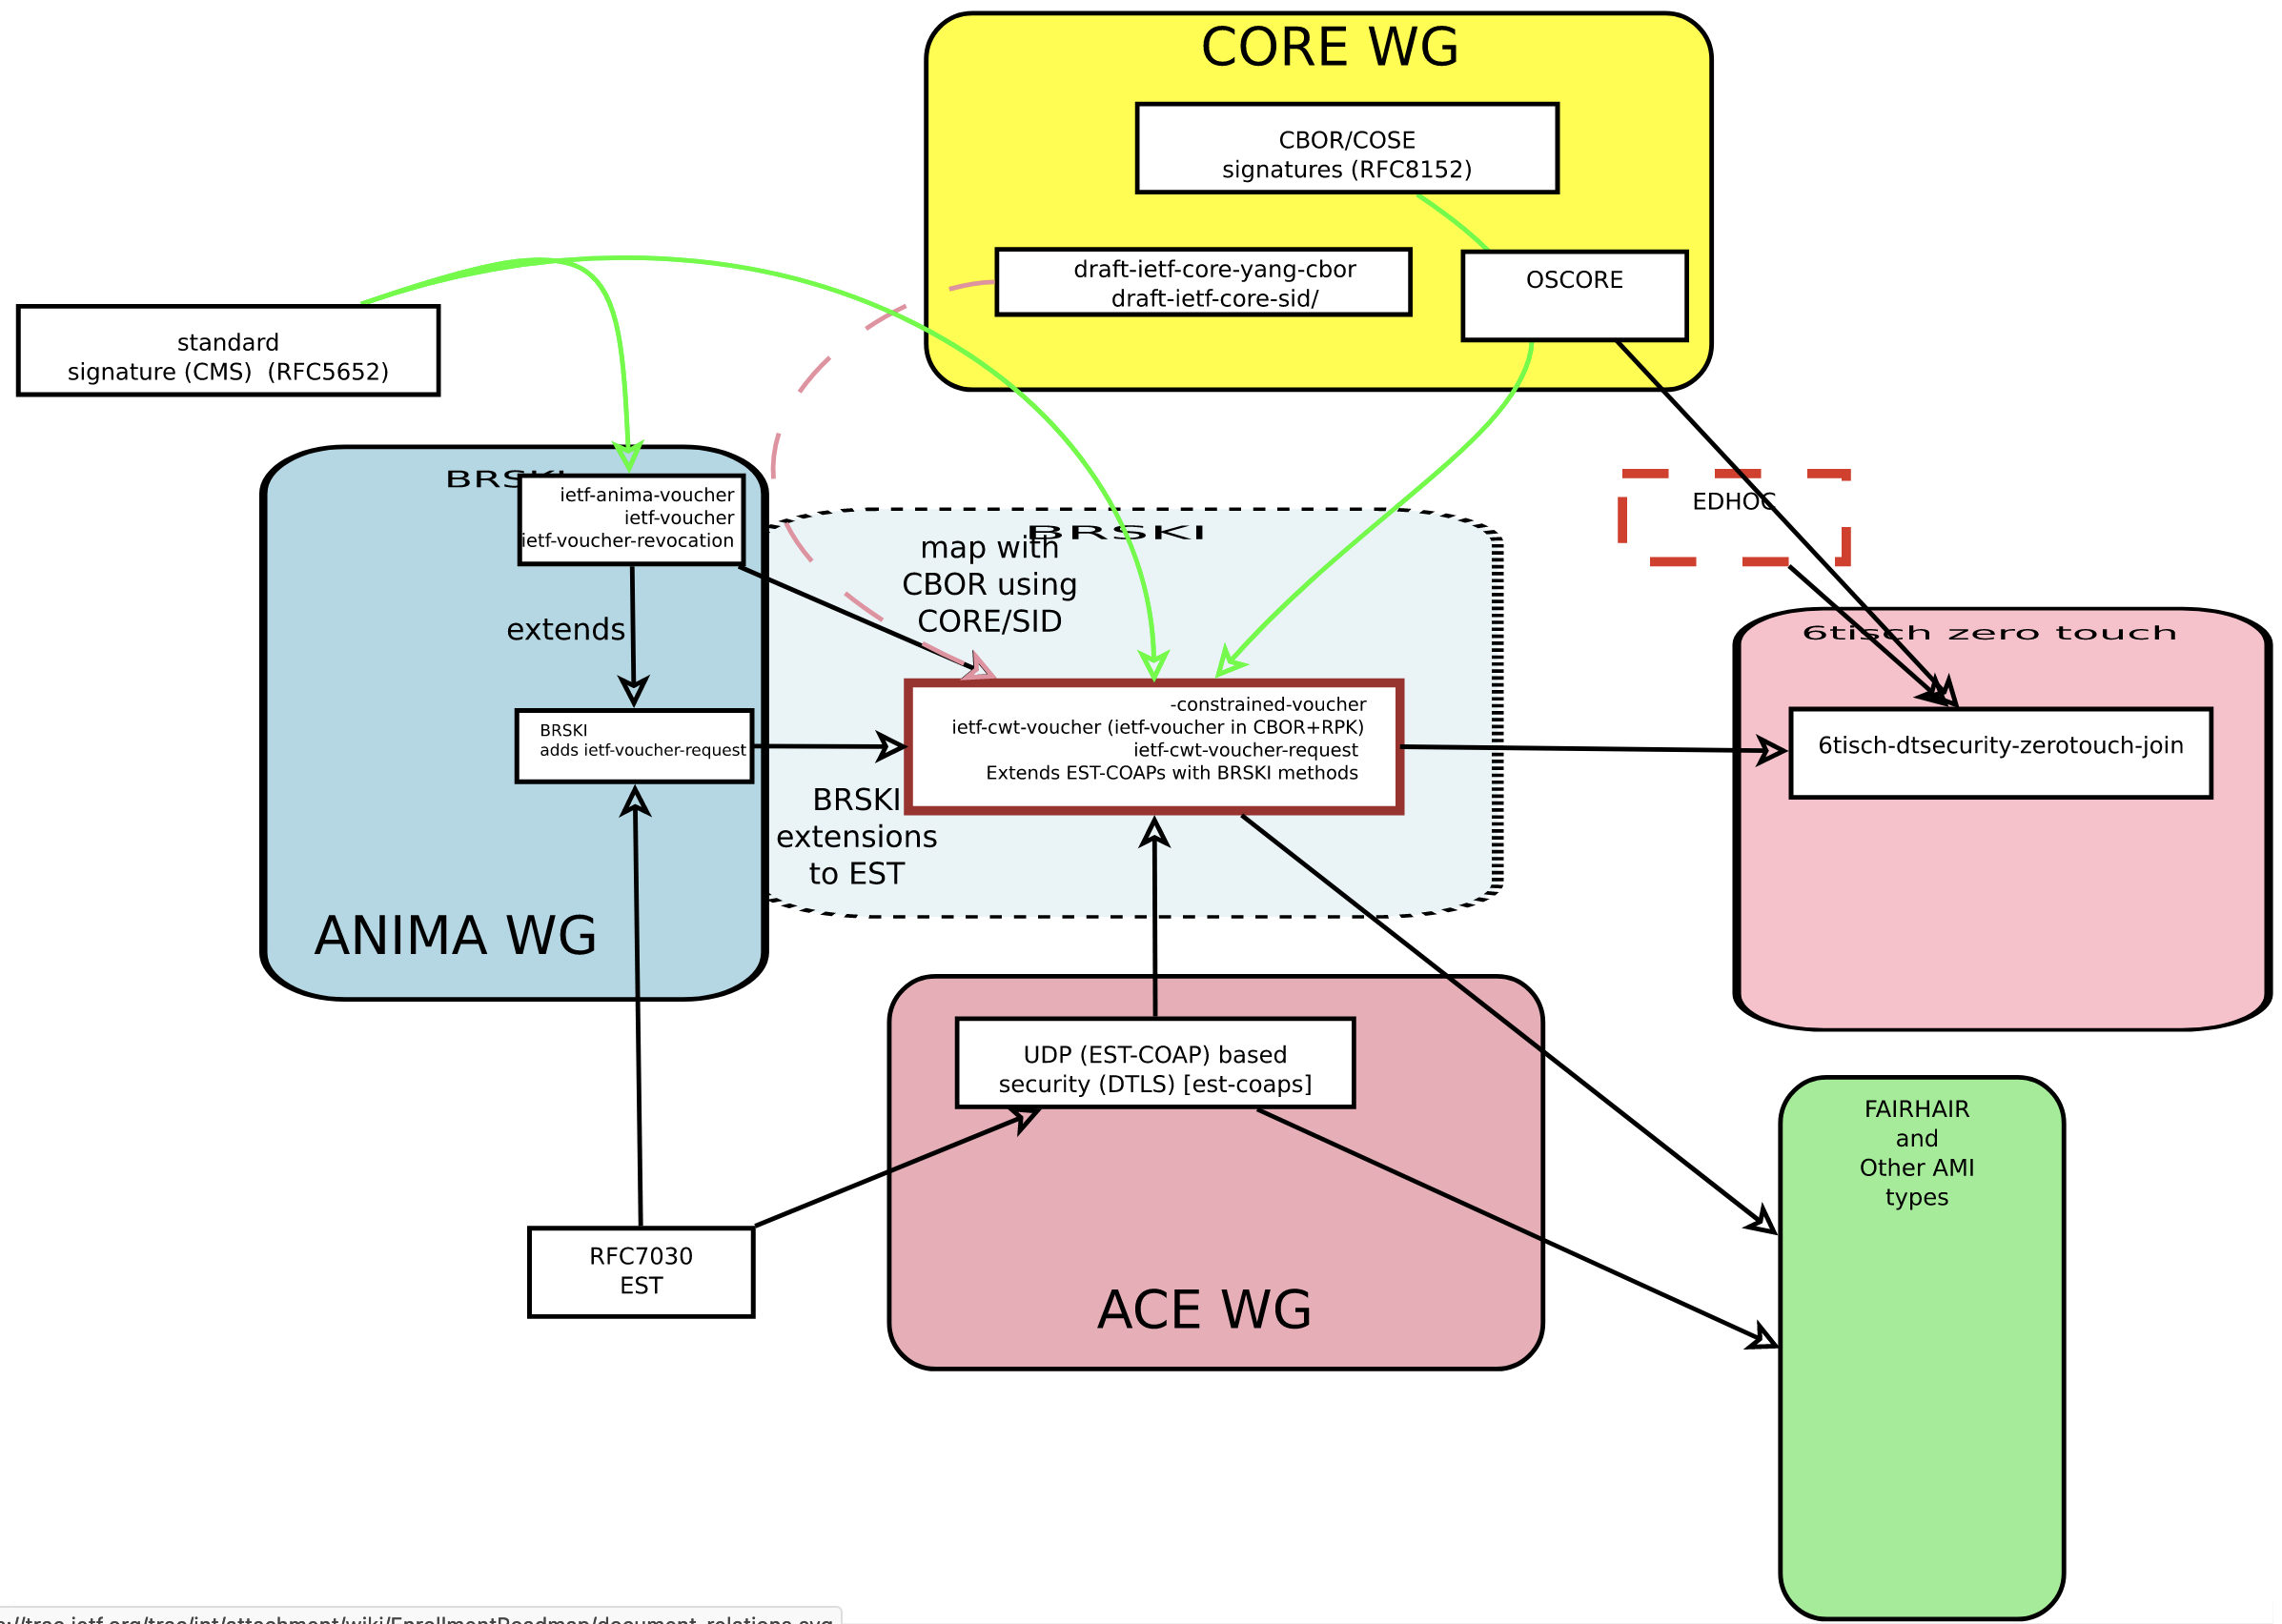 CORE WG
CBOR/COSE
signatures (RFC8152)
draft-ietf-core-yang-cbor
draft-ietf-core-sid/
OSCORE
standard
signature (CMS)  (RFC5652)
BRSKI
ietf-anima-voucher
ietf-voucher
ietf-voucher-revocation
extends
BRSKI
adds ietf-voucher-request
ANIMA WG
BRSKI
map with
CBOR using
CORE/SID
-constrained-voucher
ietf-cwt-voucher (ietf-voucher in CBOR+RPK)
ietf-cwt-voucher-request
Extends EST-COAPs with BRSKI methods
BRSKI
extensions
to EST
EDHOC
6tisch zero touch
6tisch-dtsecurity-zerotouch-join
UDP (EST-COAP) based
security (DTLS) [est-coaps]
ACE WG
RFC7030
EST
FAIRHAIR
and
Other AMI
types
://trac.ietf.org/trac/int/attachment/wiki/EnrollmentRoadmap/document_relations.svg